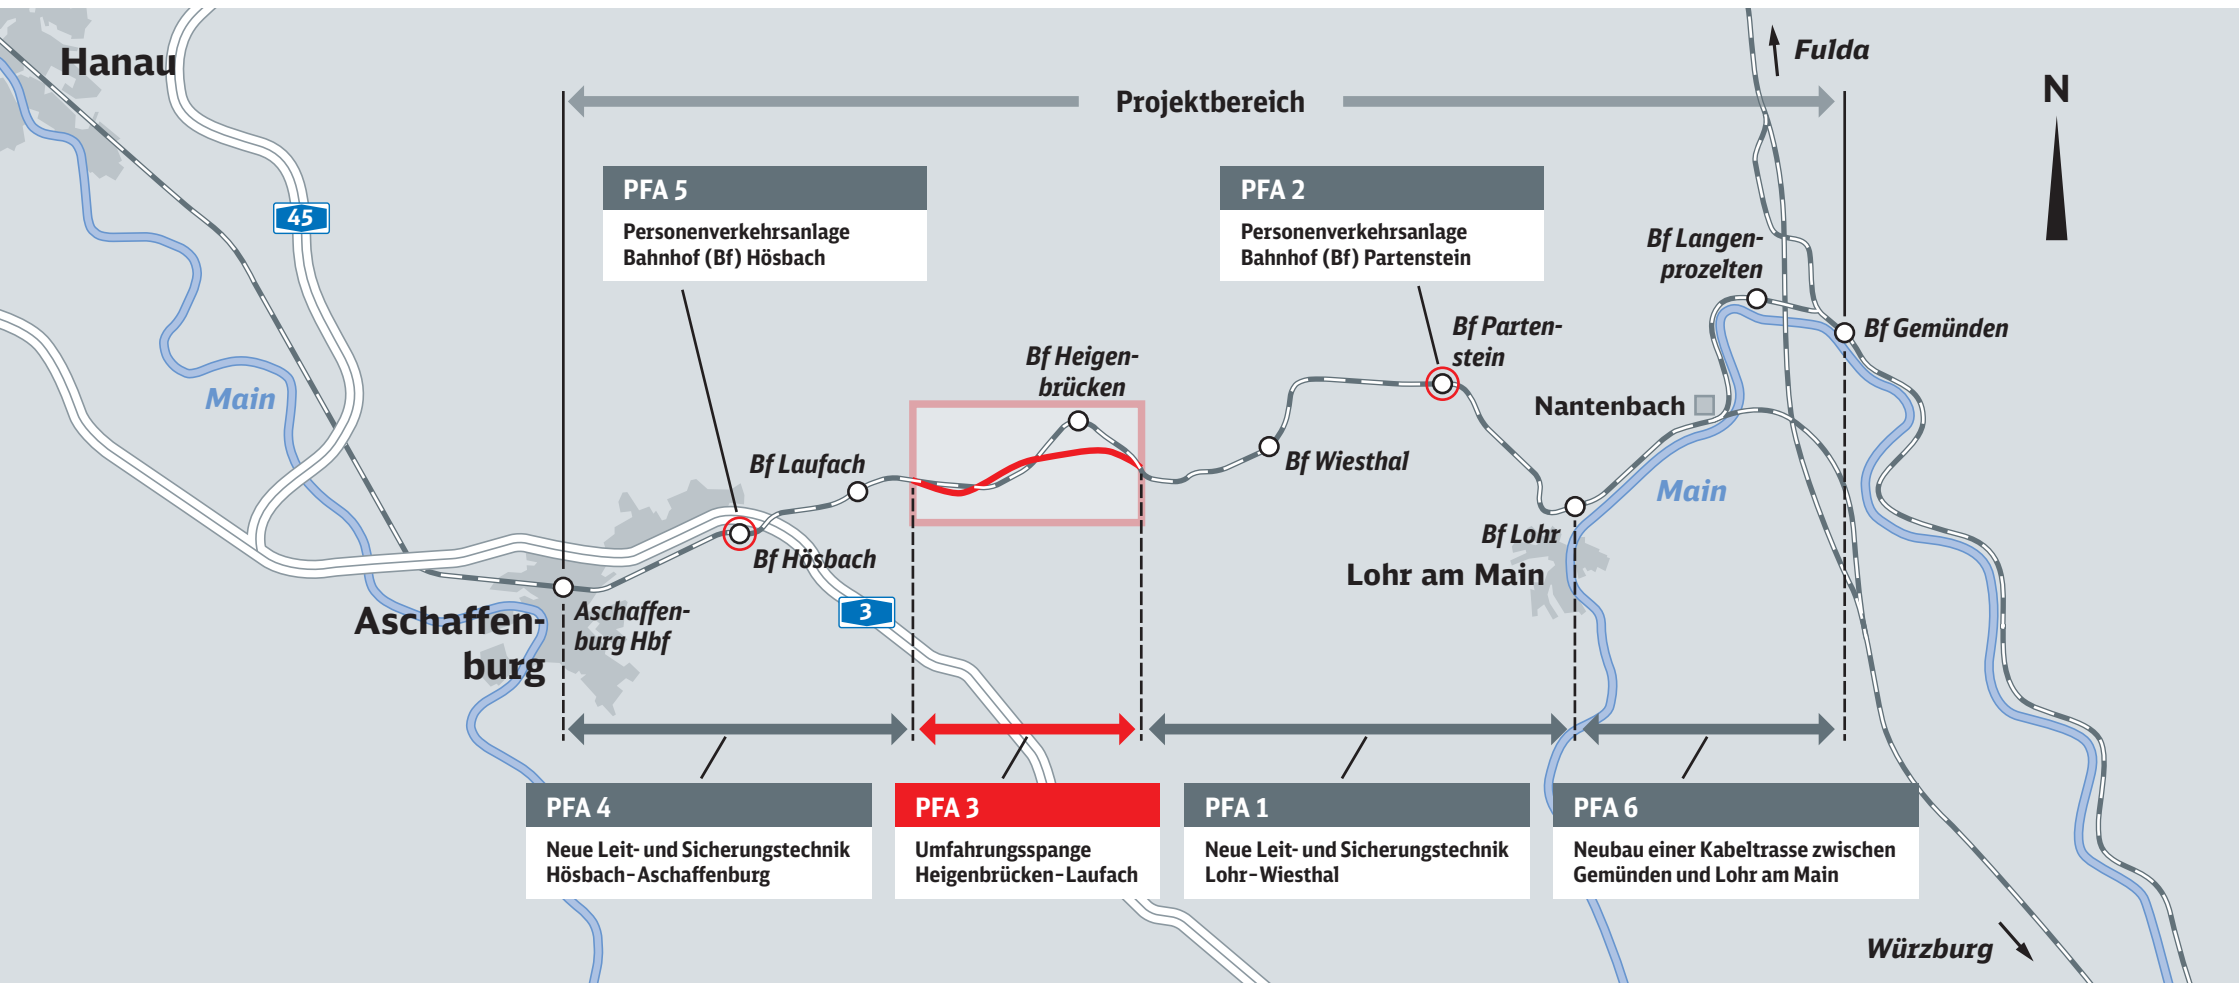 Hanau
Fulda
N
Projektbereich
PFA 5
Personenverkehrsanlage
Bahnhof (Bf) Hösbach
PFA 2
Personenverkehrsanlage
Bahnhof (Bf) Partenstein
45
Bf Langen-
prozelten
Bf Gemünden
Bf Parten-
stein
Bf Heigen-
brücken
Main
Nantenbach
Bf Laufach
Bf Wiesthal
Main
Bf Lohr
Bf Hösbach
Lohr am Main
3
Aschaffen-
burg
Aschaffen-
burg Hbf
PFA 4
Neue Leit- und Sicherungstechnik
Hösbach–Aschaffenburg
PFA 3
Umfahrungsspange
Heigenbrücken–Laufach
PFA 1
Neue Leit- und Sicherungstechnik
Lohr–Wiesthal
PFA 6
Neubau einer Kabeltrasse zwischen
Gemünden und Lohr am Main
Würzburg